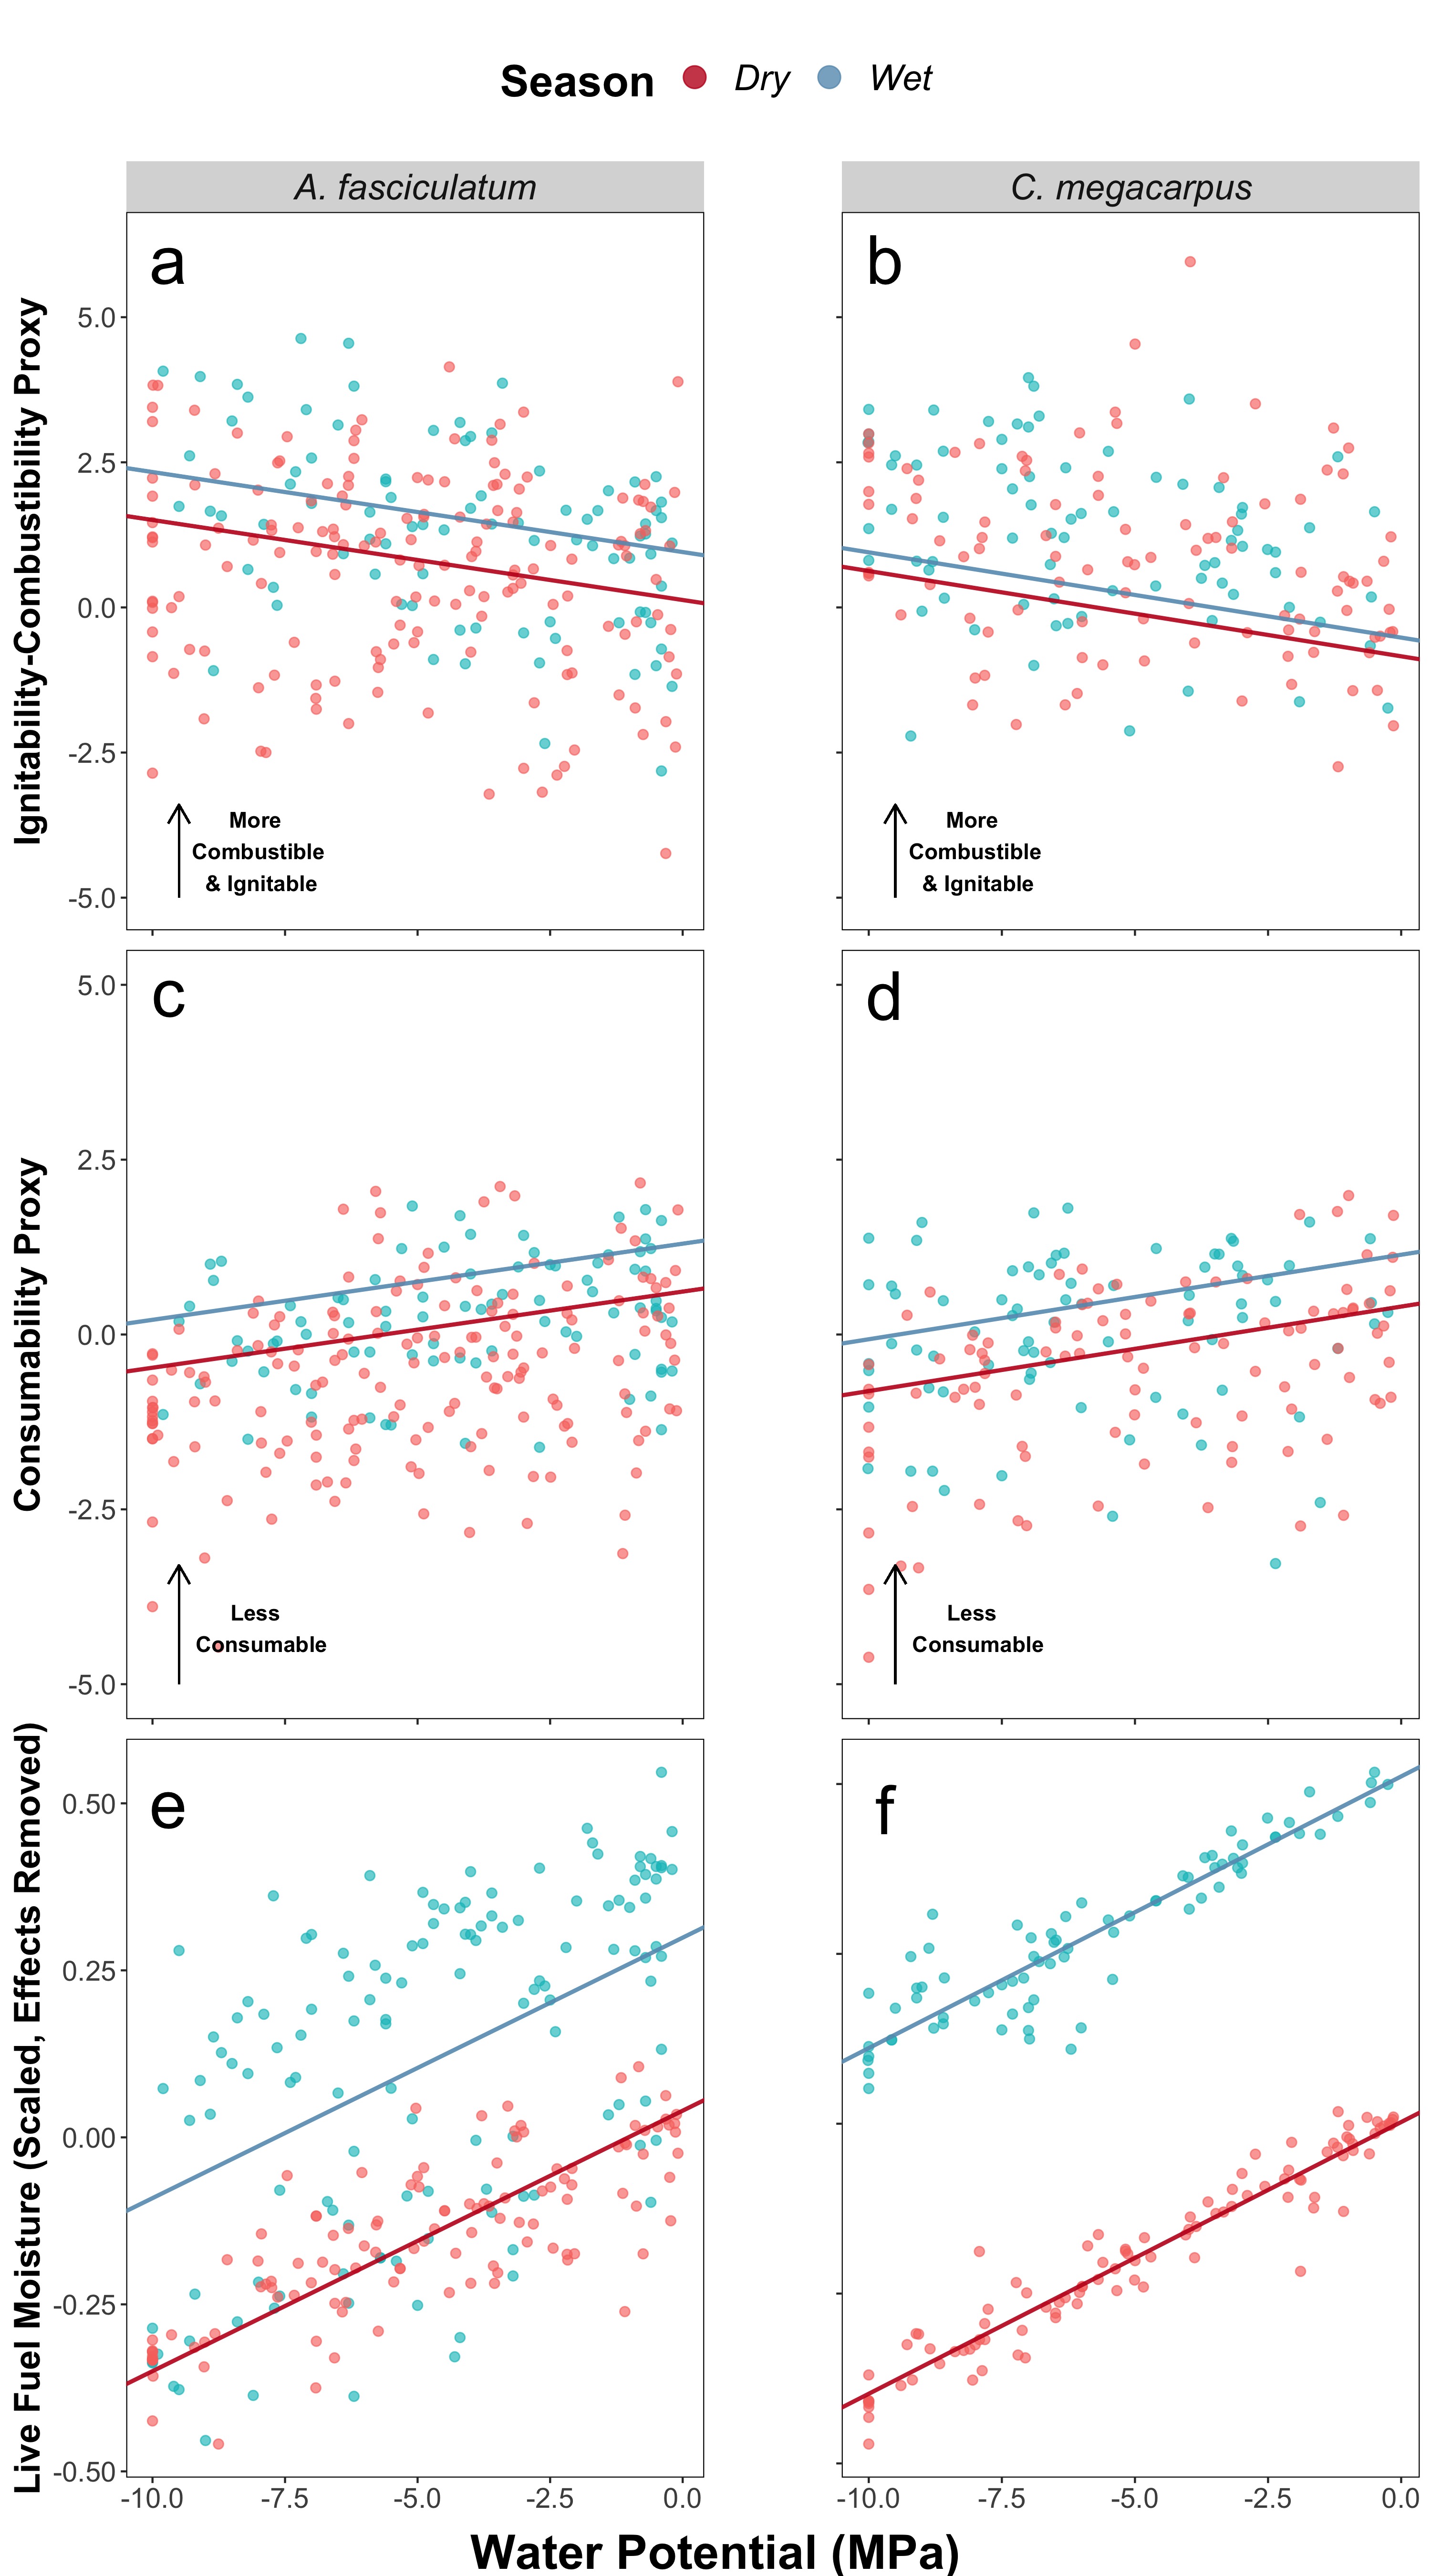 Season Dry Wet
A. fasciculatum
C. megacarpus
Ignitability-Combustibility Proxy
a
5.0
2.5
0.0
-2.5
-5.0
More
Combustible
& Ignitable
b
More
Combustible
& Ignitable
Consumability Proxy
c
5.0
2.5
0.0
-2.5
-5.0
Less
Consumable
d
Less
Consumable
Live Fuel Moisture (Scaled, Effects Removed)
e
0.50
0.25
0.00
-0.25
-0.50
f
-10.0 -7.5 -5.0 -2.5 0.0
-10.0 -7.5 -5.0 -2.5 0.0
Water Potential (MPa)